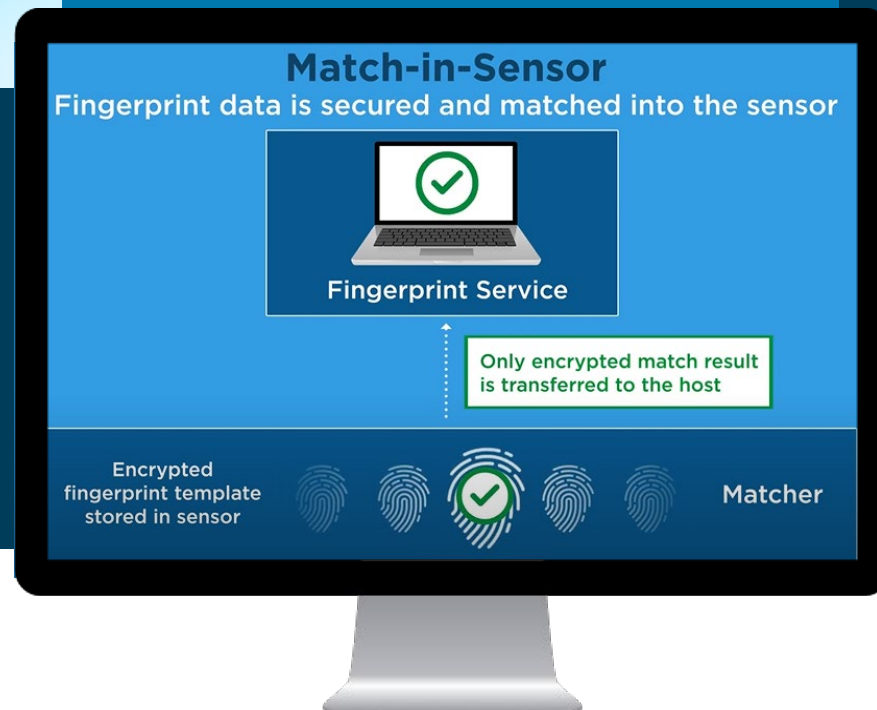 Match-in-Sensor
Fingerprint data is secured and matched into the sensor
Fingerprint Service
Only encrypted match result
is transferred to the host
Encrypted
fingerprint template
stored in sensor
Matcher